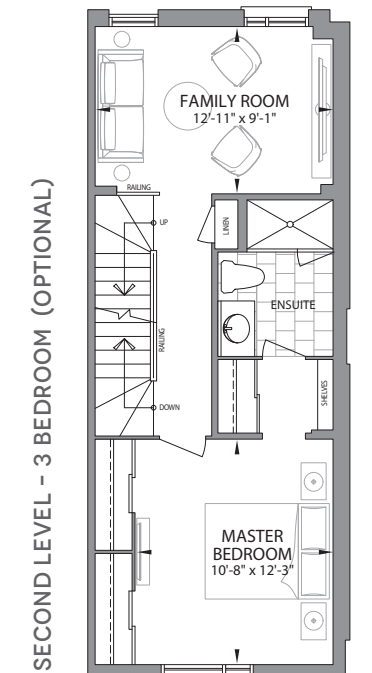 SECOND LEVEL - 3 BEDROOM (OPTIONAL)
FAMILY ROOM
12'-11" x 9'-1"
RAILING
UP
LINEN
ENSUITE
RAILING
SHELVES
DOWN
MASTER
BEDROOM
10'-8" x 12'-3"